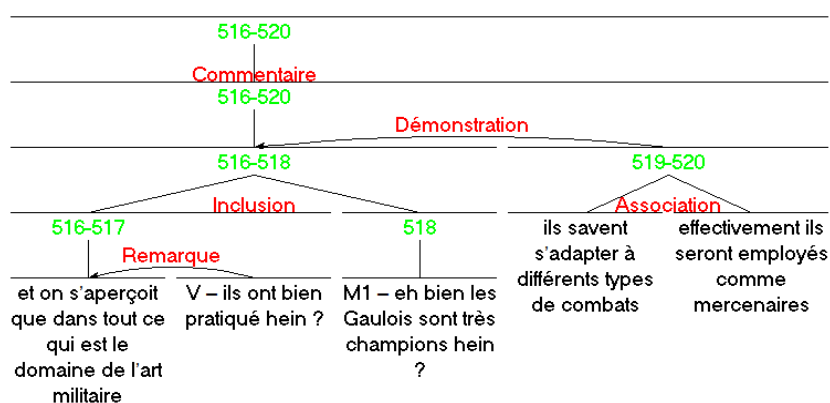 516-520
Commentaire
516-520
Démonstration
516-518
519-520
Inclusion
Association
516-517
518
ils savent
s'adapter à
différents types
de combats
effectivement ils
seront employés
comme
mercenaires
Remarque
et on s'aperçoit
que dans tout ce
qui est le
domaine de l'art
militaire
V – ils ont bien
pratiqué hein ?
M1 – eh bien les
Gaulois sont très
champions hein
?